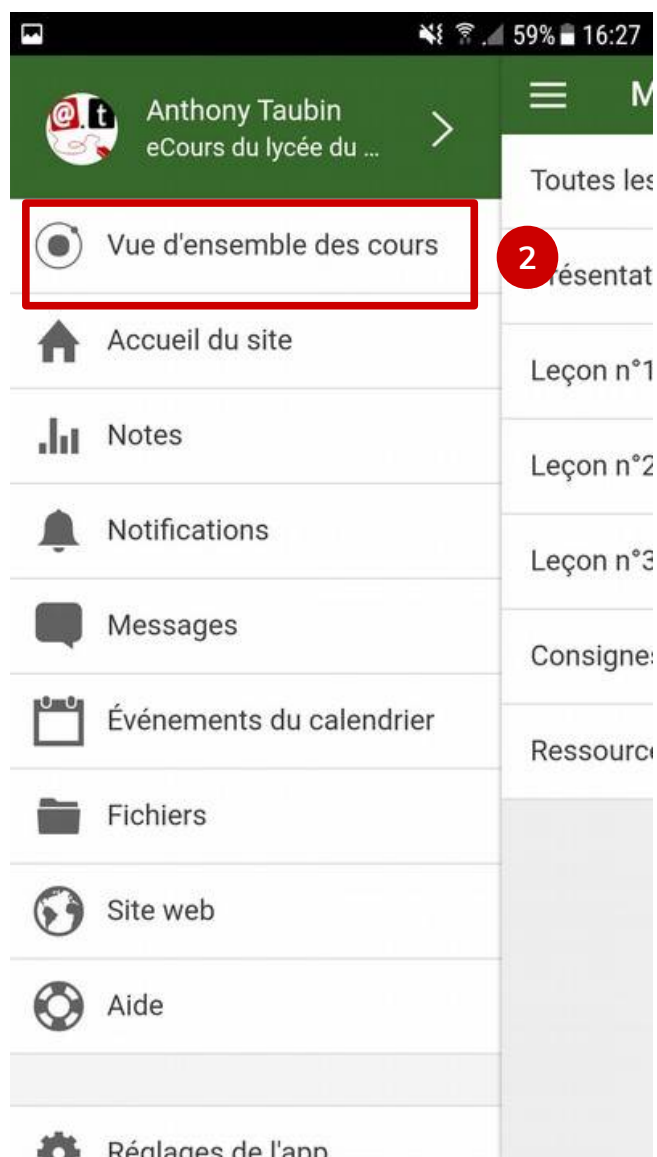 59% 16:27
@.t
Anthony Taubin
eCours du lycée du ...
M
Vue d'ensemble des cours
2
Accueil du site
Notes
Notifications
Messages
Événements du calendrier
Fichiers
Site web
Aide
Réglages de l'app
Toutes les
résentat
Leçon n°1
Leçon n°2
Leçon n°3
Consignes
Ressource